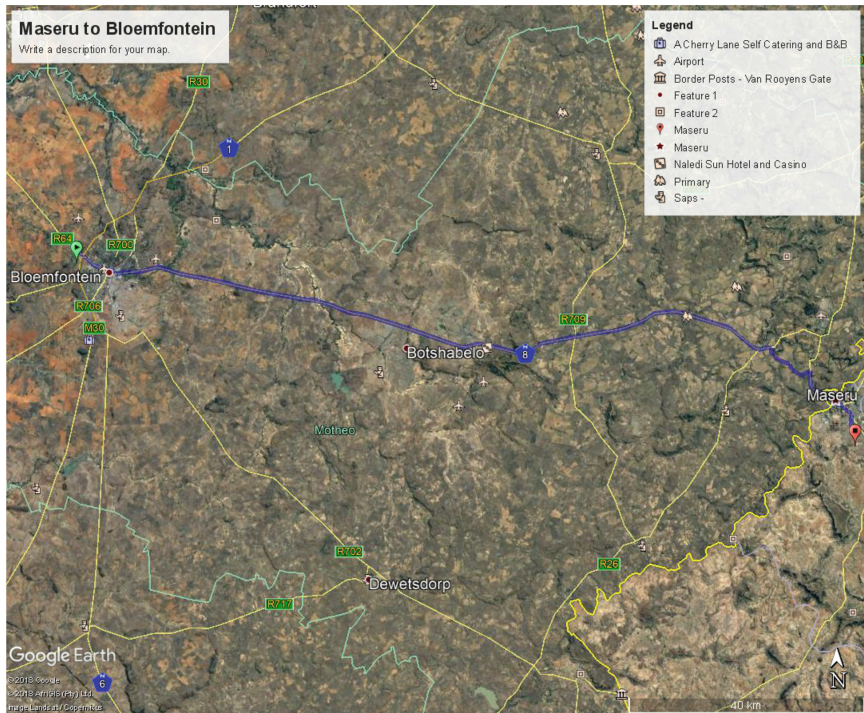 Maseru to Bloemfontein
Write a description for your map.
Legend
A Cherry Lane Self Catering and B&B
Airport
Border Posts - Van Rooyens Gate
Feature 1
Feature 2
Maseru
Maseru
Naledi Sun Hotel and Casino
Primary
Saps -
R30
N
1
R64
R700
Bloemfontein
R706
M30
R709
Botshabelo
N
8
Maseru
Motheo
R702
Dewetsdorp
R26
R717
Google Earth
N
6
©2018 Google
©2018 AfriGIS (Pty) Ltd.
Image Landsat / Copernicus
N
40 km